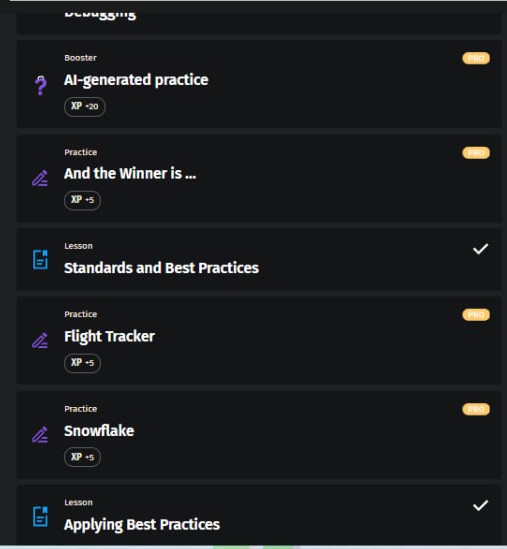 Debugging
Booster
PRO
AI-generated practice
XP +20
Practice
PRO
And the Winner is ...
XP +5
Lesson
Standards and Best Practices
Practice
PRO
Flight Tracker
XP +5
Practice
PRO
Snowflake
XP +5
Lesson
Applying Best Practices